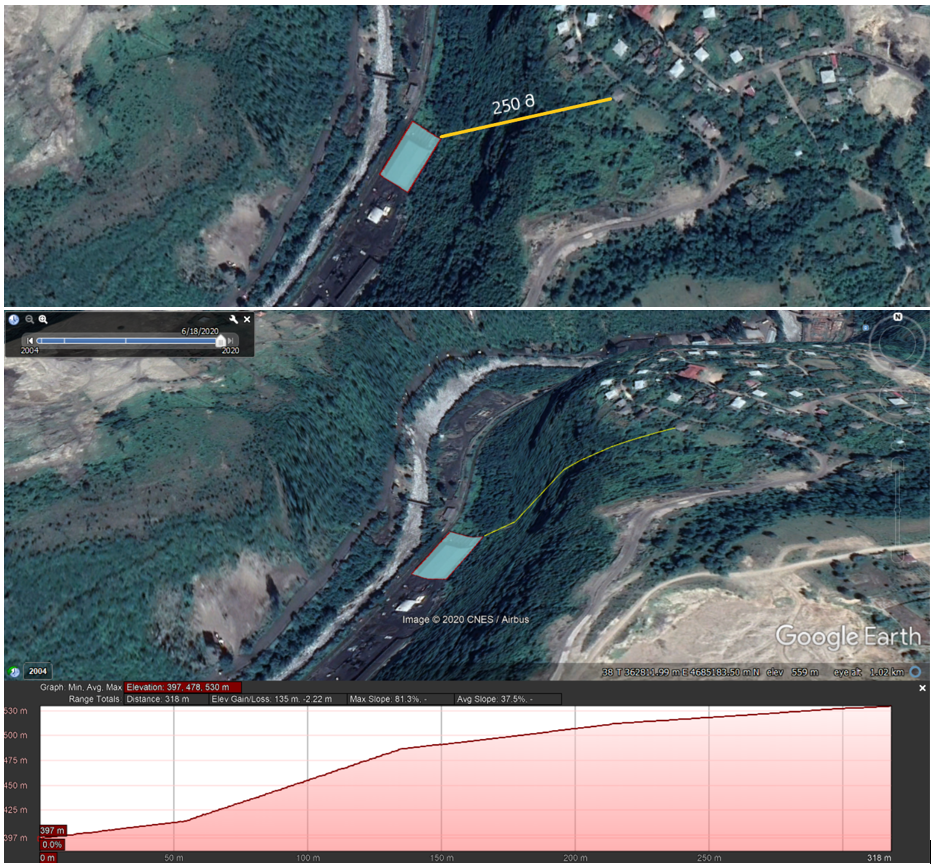 250 მ
6/18/2020
2004
2020
N
Image © 2020 CNES / Airbus
Google Earth
2004
38 T 362811.99 m E 4685183.50 m N elev 559 m eye alt 1.02 km
Graph: Min, Avg, Max Elevation: 397, 478, 530 m
Range Totals: Distance: 318 m Elev Gain/Loss: 135 m, -2.22 m Max Slope: 81.3%, - Avg Slope: 37.5%, -
530 m
500 m
475 m
450 m
425 m
397 m
397 m
0.0%
0 m
50 m
100 m
150 m
200 m
250 m
318 m